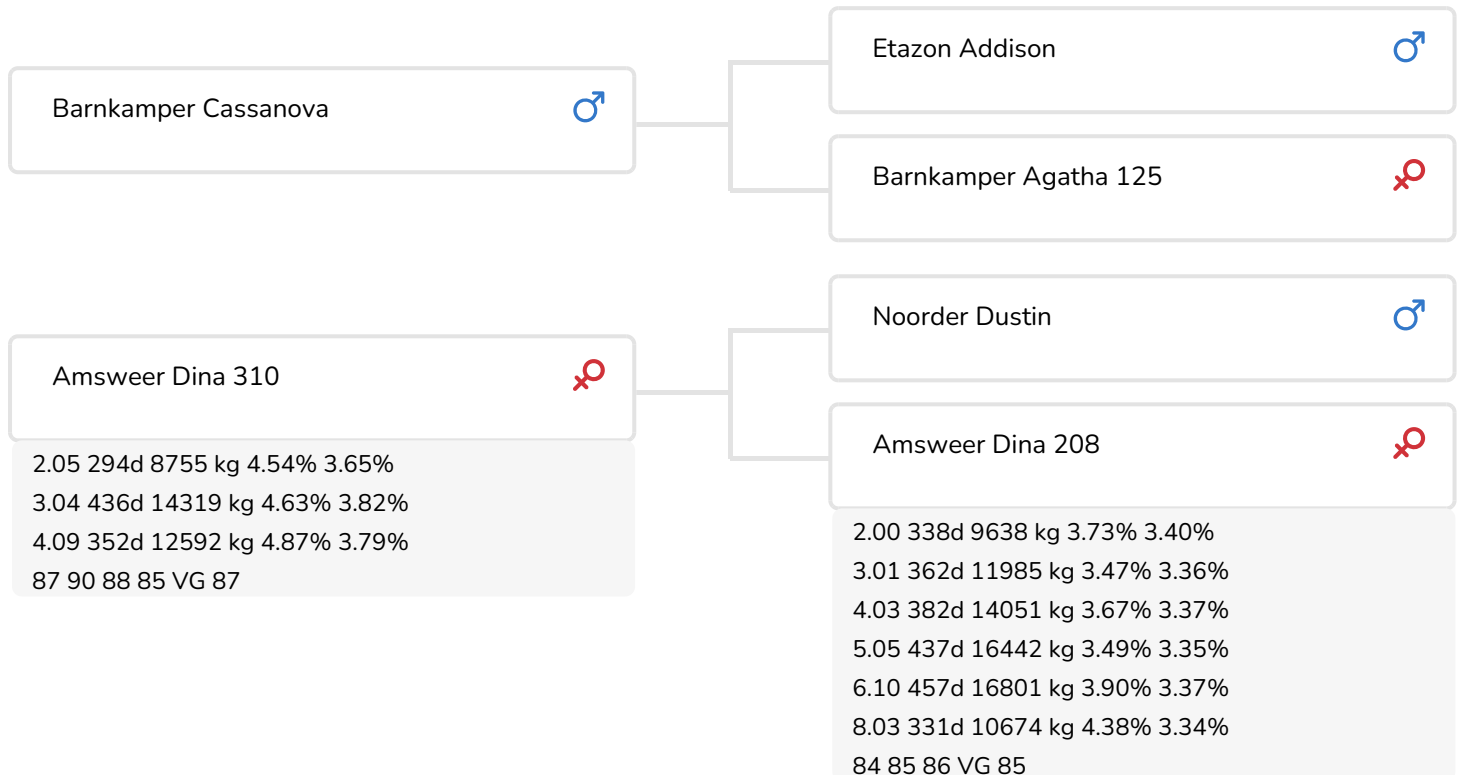 Barnkamper Cassanova
Etazon Addison
Barnkamper Agatha 125
Amsweer Dina 310
2.05 294d 8755 kg 4.54% 3.65%
3.04 436d 14319 kg 4.63% 3.82%
4.09 352d 12592 kg 4.87% 3.79%
87 90 88 85 VG 87
Noorder Dustin
Amsweer Dina 208
2.00 338d 9638 kg 3.73% 3.40%
3.01 362d 11985 kg 3.47% 3.36%
4.03 382d 14051 kg 3.67% 3.37%
5.05 437d 16442 kg 3.49% 3.35%
6.10 457d 16801 kg 3.90% 3.37%
8.03 331d 10674 kg 4.38% 3.34%
84 85 86 VG 85